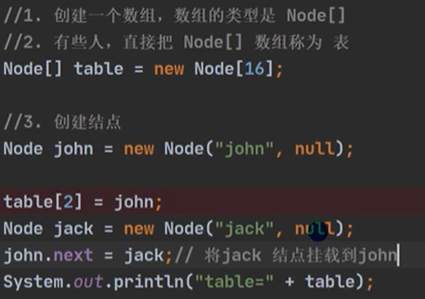 //1. 创建一个数组，数组的类型是 Node[]
//2. 有些人，直接把 Node[] 数组称为 表
Node[] table = new Node[16];
//3. 创建结点
Node john = new Node("john", null);
table[2] = john;
Node jack = new Node("jack", null);
john.next = jack;// 将jack 结点挂载到john
System.out.println("table=" + table);